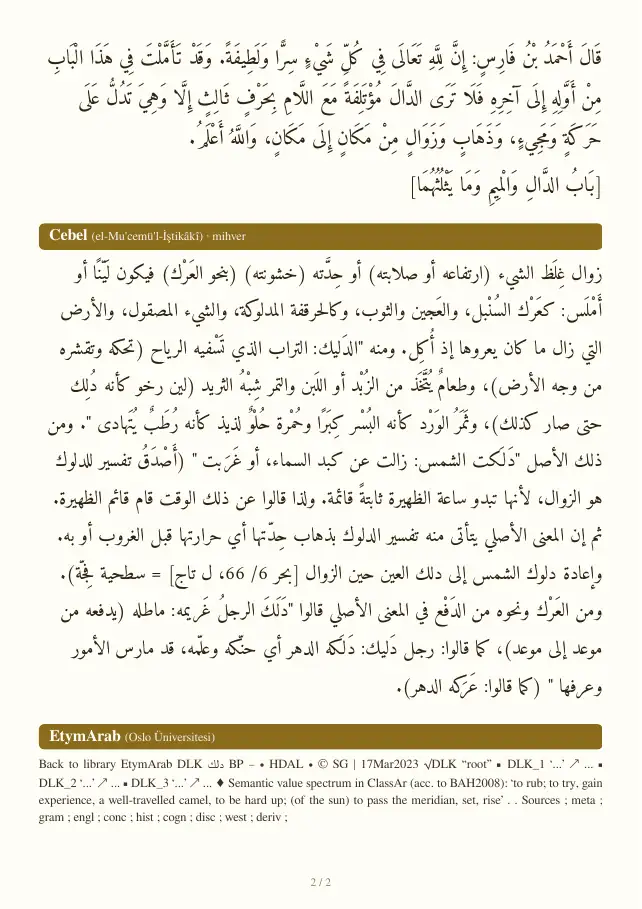 قَالَ أَحْمَدُ بْنُ فَارِسٍ: إِنَّ لِلَّهِ تَعَالَى فِي كُلِّ شَيْءٍ سِرًّا وَلَطِيفَةً. وَقَدْ تَأَمَّلْتُ فِي هَذَا الْبَابِ
مِنْ أَوَّلِهِ إِلَى آخِرِهِ فَلَا تَرَى الدَّالَ مُؤْتَلِفَةً مَعَ اللَّامِ بِحَرْفٍ ثَالِثٍ إِلَّا وَهِيَ تَدُلُّ عَلَى
حَرَكَةٍ وَمَجِيءٍ، وَذَهَابٍ وَزَوَالٍ مِنْ مَكَانٍ إِلَى مَكَانٍ، وَاللَّهُ أَعْلَمُ.
[بَابُ الدَّالِ وَالْمِيمِ وَمَا يَثْلُثُهُمَا]
Cebel (el-Mu'cemü'l-İştikâkî) · mihver
زوال غِلَظ الشيء (ارتفاعه أو صلابته) أو حِدَّته (خشونته) (بنحو العَرْك) فيكون لَيِّنًا أو
أَمْلَس: كعَرْك السُنْبل، والعَجين والثوب، وكالحرقفة المدلوكة، والشيء المصقول، والأرض
التي زال ما كان يعروها إذ أُكِل. ومنه "الدَليك: التراب الذي تَسْفيه الرياح (تحكه وتقشره
من وجه الأرض)، وطعامٌ يُتَّخَذ من الزُبْد أو اللَبن والتمر شِبْهُ الثريد (لين رخو كأنه دُلِك
حتى صار كذلك)، وثَمَرُ الوَرْد كأنه البُسْر كِبَرًا وحُمْرة حُلْوٌ لذيذ كأنه رُطَبٌ يُتَهادى ". ومن
ذلك الأصل "دَلَكت الشمس: زالت عن كبد السماء، أو غَرَبت " (أَصْدَقُ تفسير للدلوك
هو الزوال، لأنها تبدو ساعة الظهيرة ثابتةً قائمة. ولذا قالوا عن ذلك الوقت قام قائم الظهيرة.
ثم إن المعنى الأصلي يتأتى منه تفسير الدلوك بذهاب حِدّتها أي حرارتها قبل الغروب أو به.
وإعادة دلوك الشمس إلى دلك العين حين الزوال [بحر 6/ 66، ل تاج] = سطحية فِجّة).
ومن العَرْك ونحوه من الدَفْع في المعنى الأصلي قالوا "دَلَكَ الرجلُ غَريمه: ماطله (يدفعه من
موعد إلى موعد)، كما قالوا: رجل دَليك: دَلَكه الدهر أي حنّكه وعلّمه، قد مارس الأمور
وعرفها " (كما قالوا: عَرَكه الدهر).
EtymArab (Oslo Üniversitesi)
Back to library EtymArab DLK دلك BP – • HDAL • © SG | 17Mar2023 √DLK “root” ▪ DLK_1 ‘...’ ↗ ... ▪
DLK_2 ‘...’ ↗ ... ▪ DLK_3 ‘...’ ↗ ... ♦ Semantic value spectrum in ClassAr (acc. to BAH2008): ‘to rub; to try, gain
experience, a well-travelled camel, to be hard up; (of the sun) to pass the meridian, set, rise’ . . Sources ; meta ;
gram ; engl ; conc ; hist ; cogn ; disc ; west ; deriv ;
2 / 2